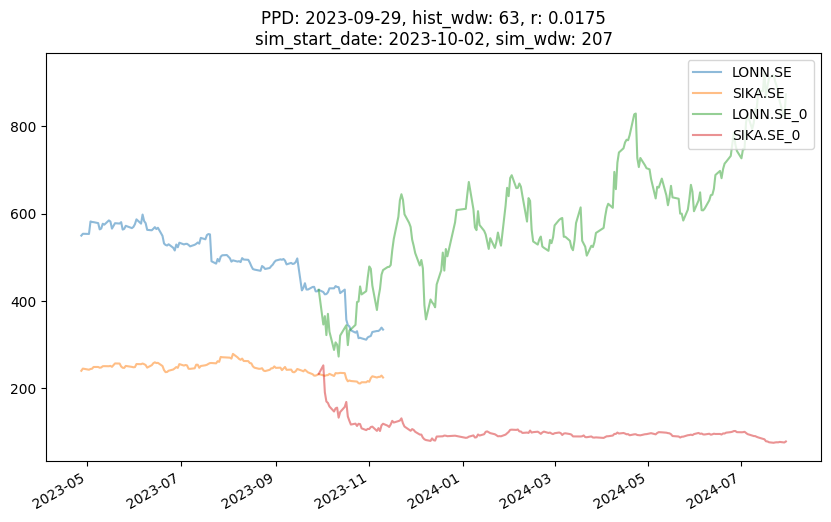 PPD: 2023-09-29, hist_wdw: 63, r: 0.0175
sim_start_date: 2023-10-02, sim_wdw: 207
LONN.SE
SIKA.SE
LONN.SE_0
SIKA.SE_0
800
600
400
200
2023-05
2023-07
2023-09
2023-11
2024-01
2024-03
2024-05
2024-07